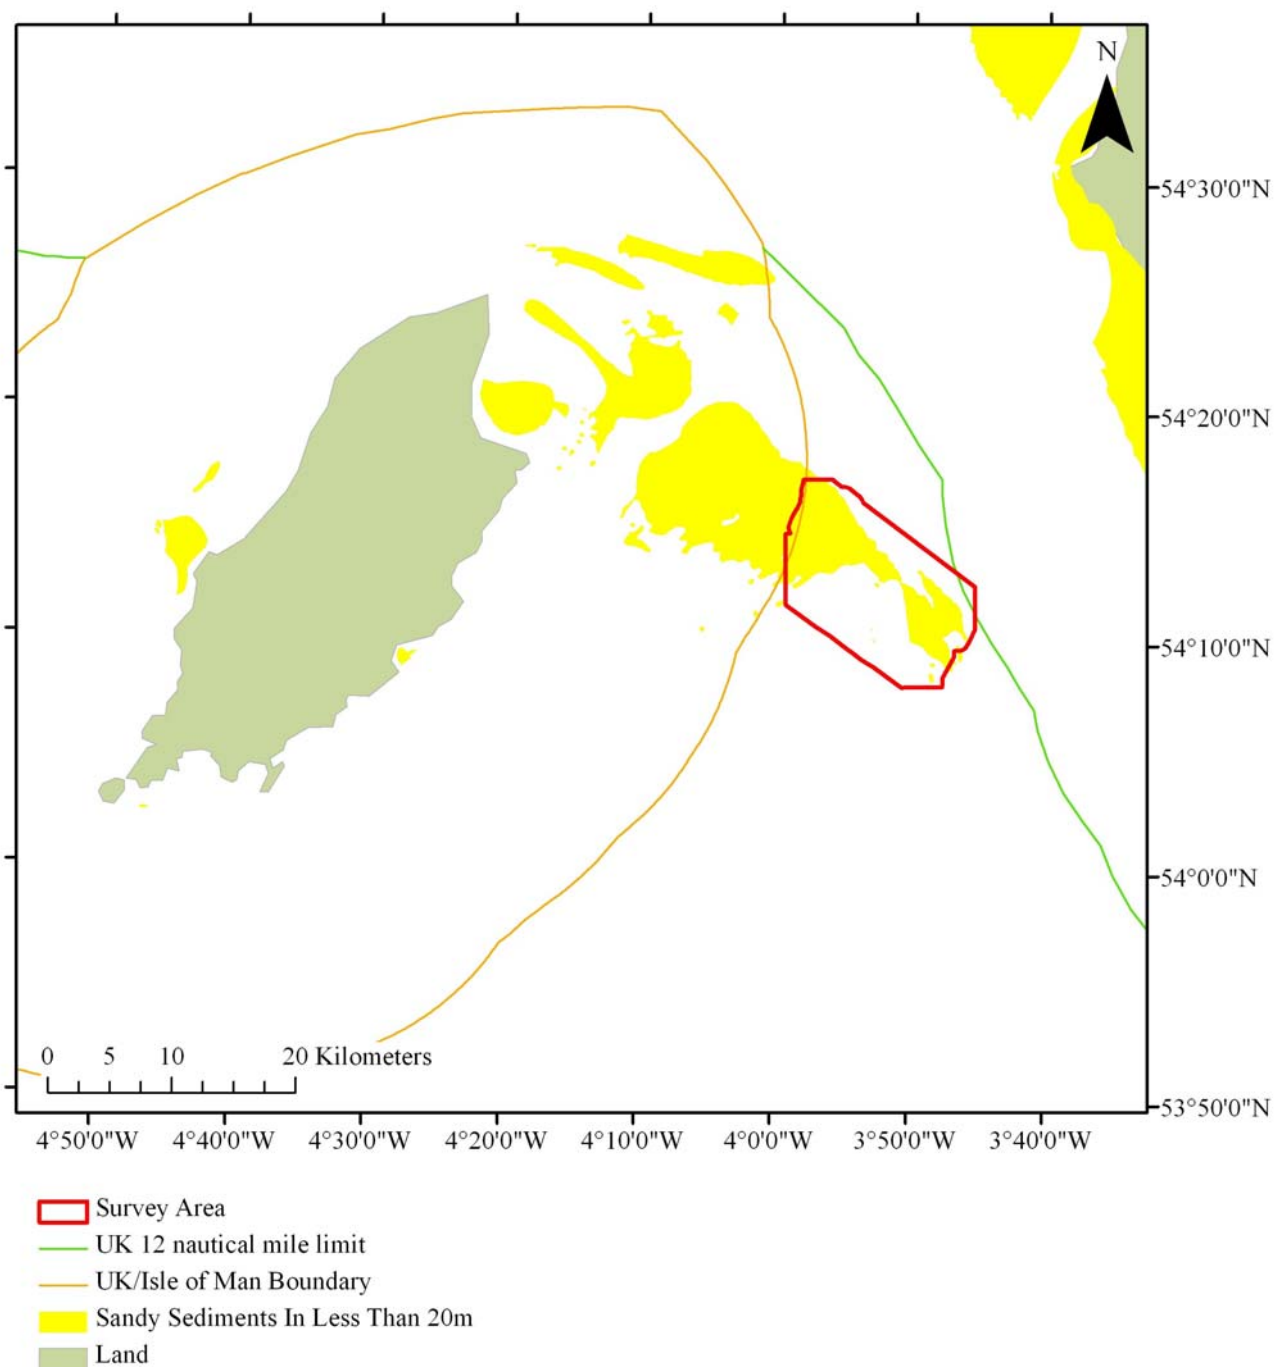 N
54°30'0"N
54°20'0"N
54°10'0"N
54°0'0"N
53°50'0"N
0 5 10 20 Kilometers
4°50'0"W 4°40'0"W 4°30'0"W 4°20'0"W 4°10'0"W 4°0'0"W 3°50'0"W 3°40'0"W
Survey Area
UK 12 nautical mile limit
UK/Isle of Man Boundary
Sandy Sediments In Less Than 20m
Land